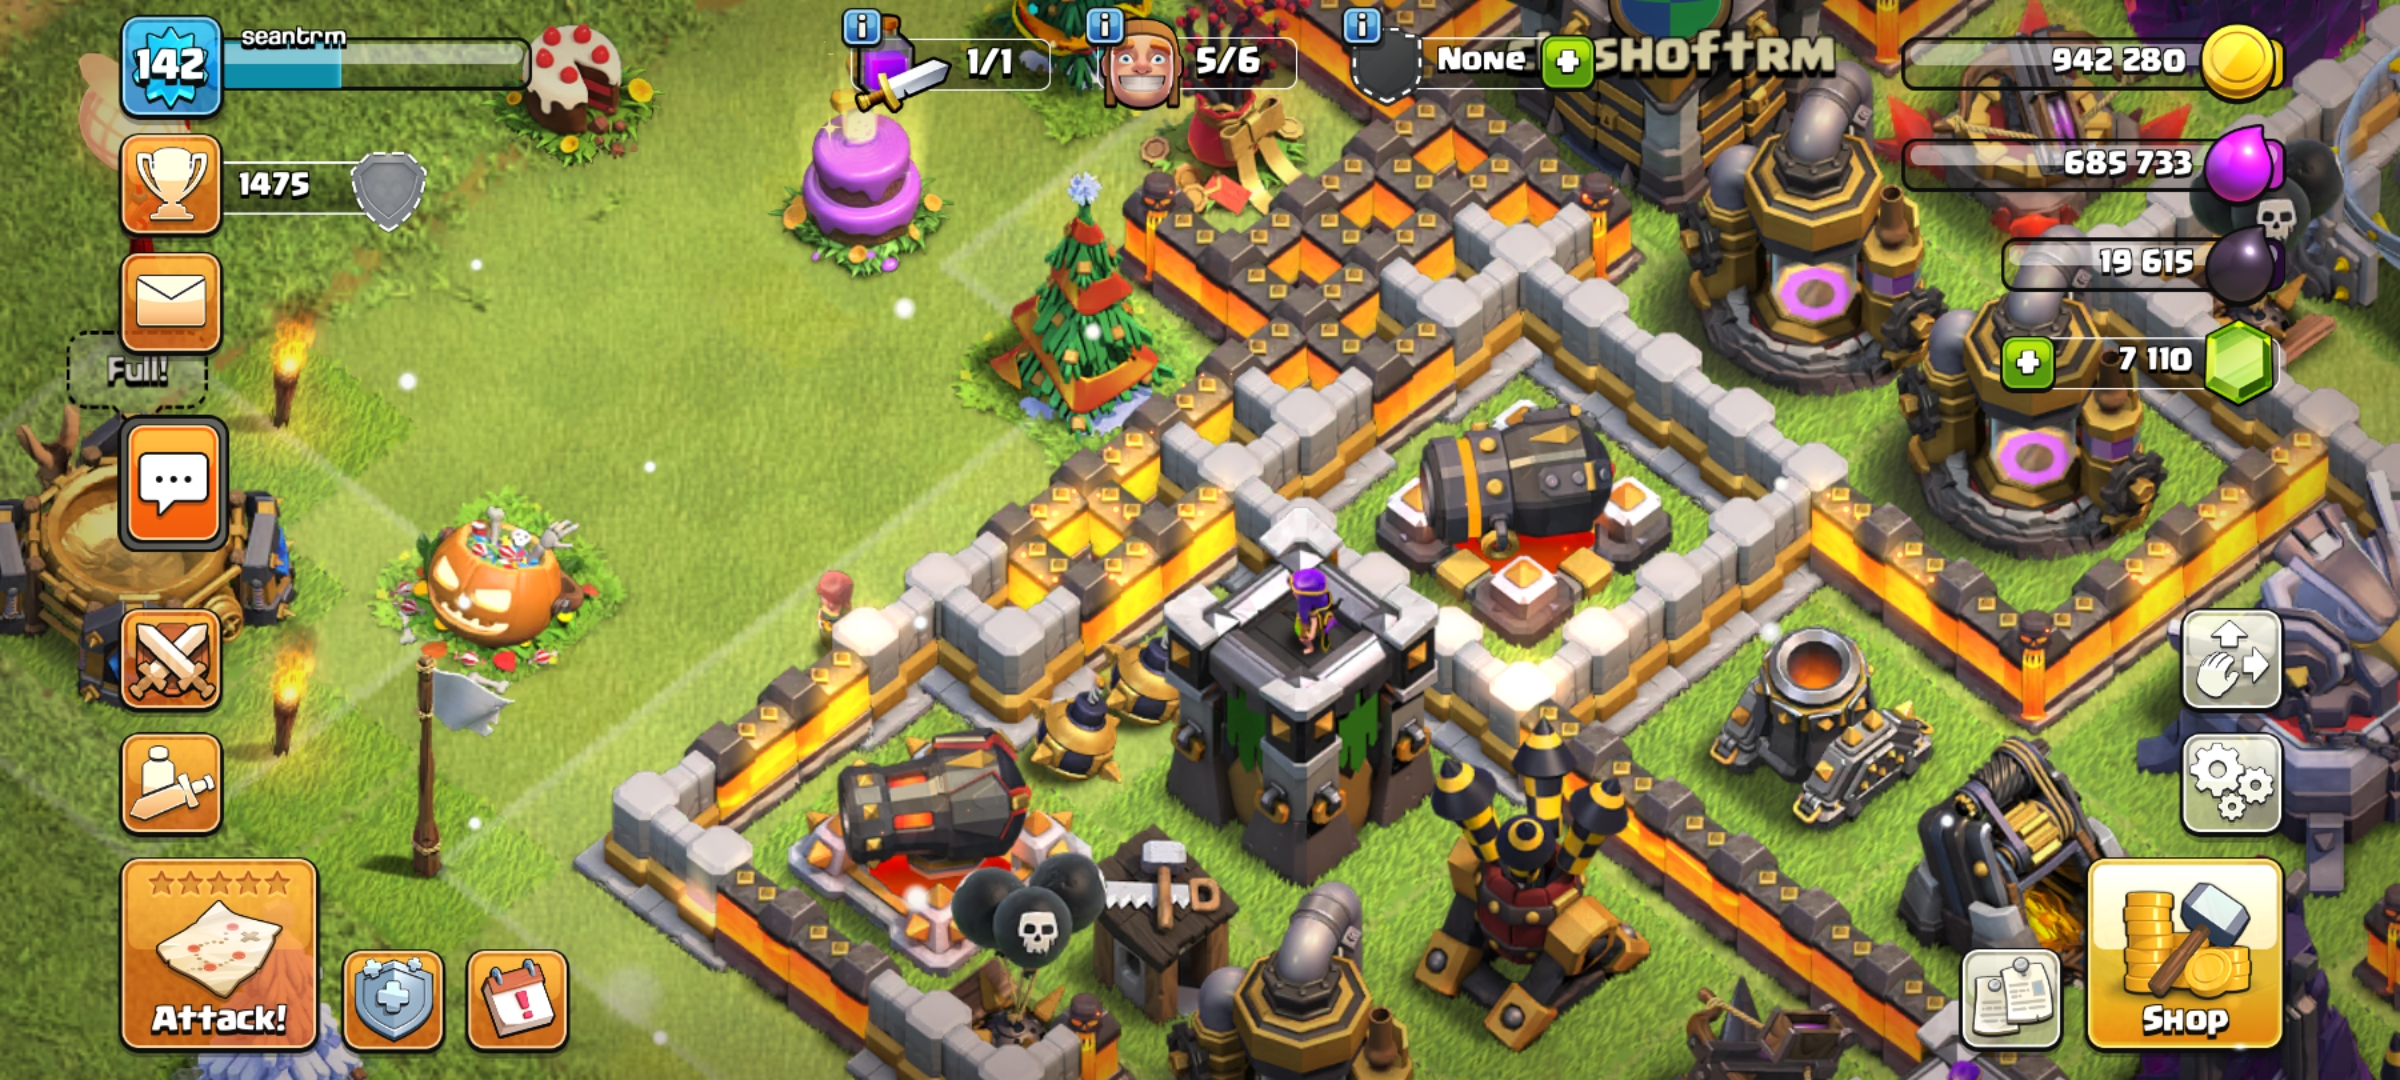 142
seantrm
1/1
5/6
None
SHOFTRM
942 280
1475
685 733
19 615
7 110
Full!
Attack!
Shop